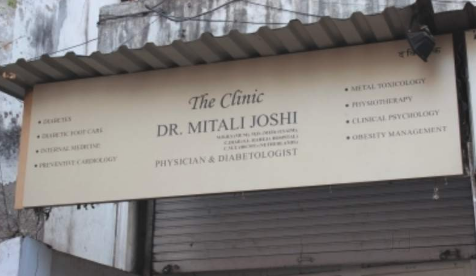 The Clinic
DR. MITALI JOSHI
PHYSICIAN & DIABETOLOGIST
• DIABETES
• DIABETIC FOOT CARE
• INTERNAL MEDICINE
• PREVENTIVE CARDIOLOGY
• METAL TOXICOLOGY
• PHYSIOTHERAPY
• CLINICAL PSYCHOLOGY
• OBESITY MANAGEMENT